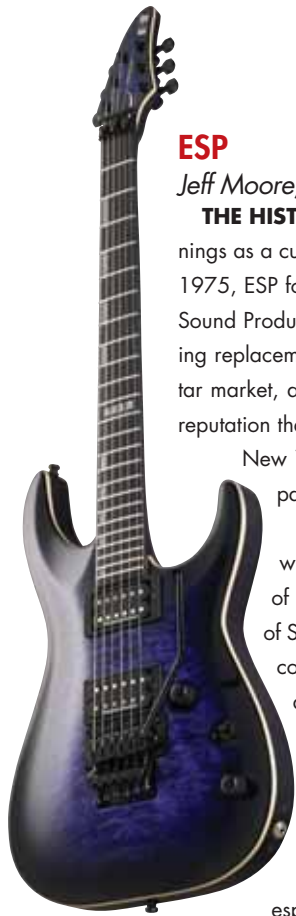 ESP
Jeff Moore,
THE HIST
nings as a cu
1975, ESP fo
Sound Produ
ing replacem
tar market, a
reputation tha
New
pa
w
of
of S
co
esp